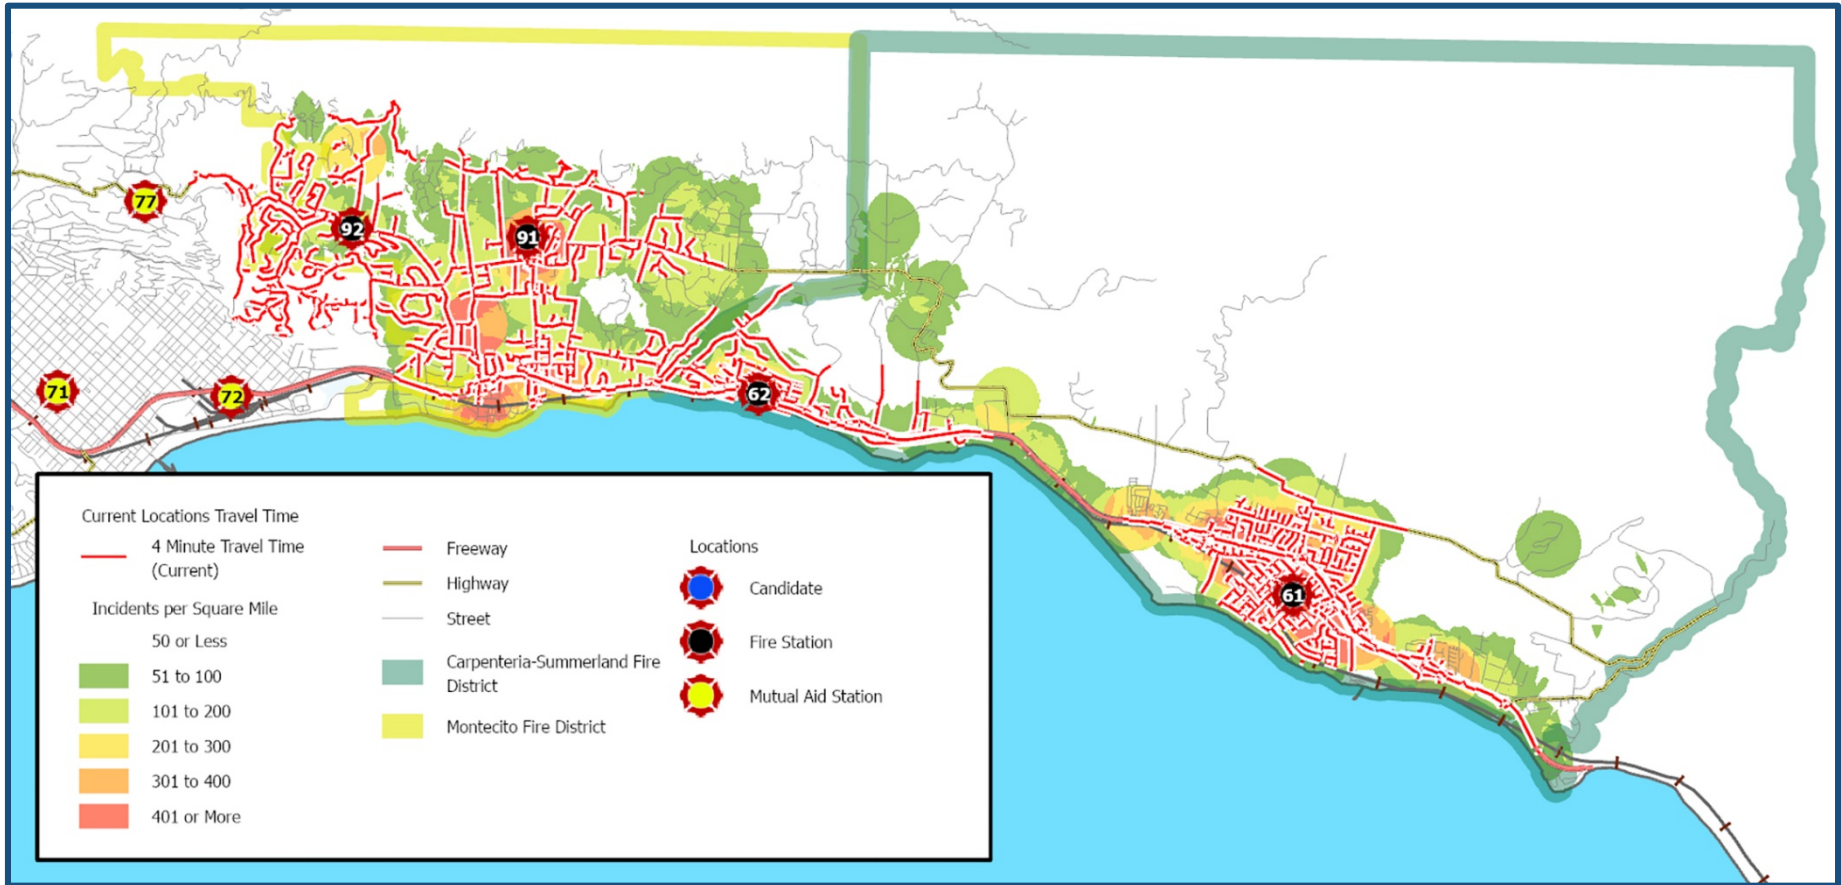 77
92
91
71
72
62
61
Current Locations Travel Time
4 Minute Travel Time
(Current)
Incidents per Square Mile
50 or Less
51 to 100
101 to 200
201 to 300
301 to 400
401 or More
Freeway
Highway
Street
Carpenteria-Summerland Fire
District
Montecito Fire District
Locations
Candidate
Fire Station
Mutual Aid Station